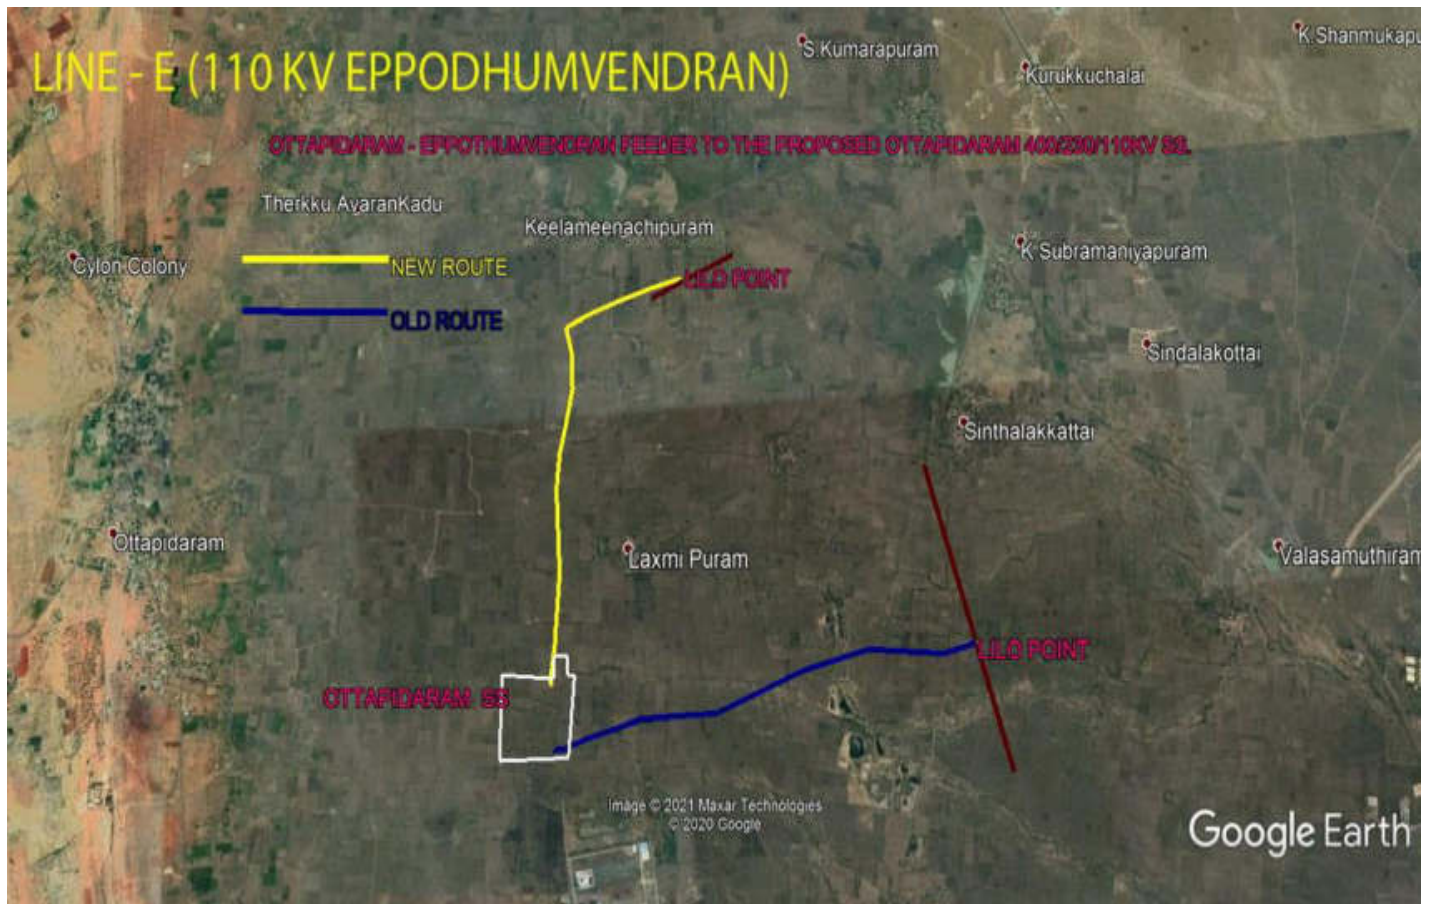 S.Kumarapuram
K.Shanmukapu
LINE - E (110 KV EPPODHUMVENDRAN)
Kurukkuchalai
OTTAPIDARAM - EPPOTHUMVENDRAN FEEDER TO THE PROPOSED OTTAPIDARAM 400/230/110KV SS.
Therkku AvaranKadu
Keelameenachipuram
K Subramaniyapuram
Cylon Colony
NEW ROUTE
LILO POINT
OLD ROUTE
Sindalakottai
Sinthalakkattai
Ottapidaram
Laxmi Puram
Valasamuthiram
LILO POINT
OTTAPIDARAM SS
Image © 2021 Maxar Technologies
© 2020 Google
Google Earth